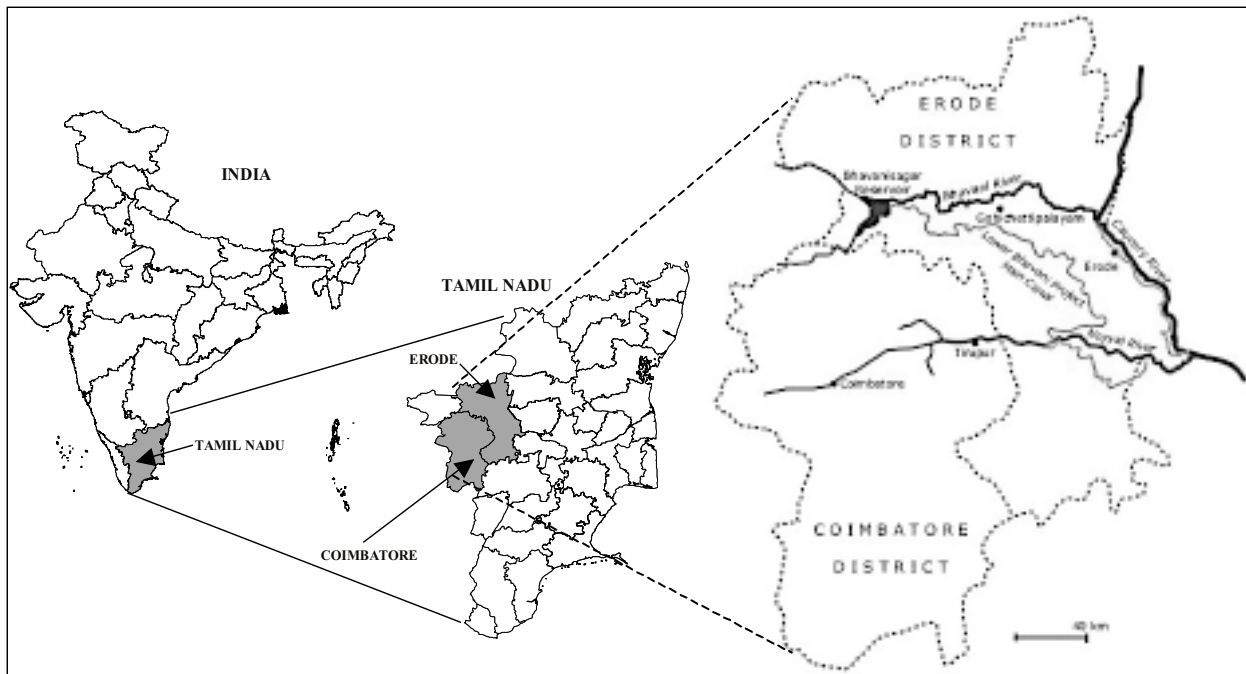 INDIA
TAMIL NADU
TAMIL NADU
ERODE
COIMBATORE
ERODE
DISTRICT
Bhavanisagar
Reservoir
Bhavani River
Gobichettipalayam
Cauvery River
Erode
Lower Bhavani Project
Main Canal
Noyyal River
Tirupur
Coimbatore
COIMBATORE
DISTRICT
40 km